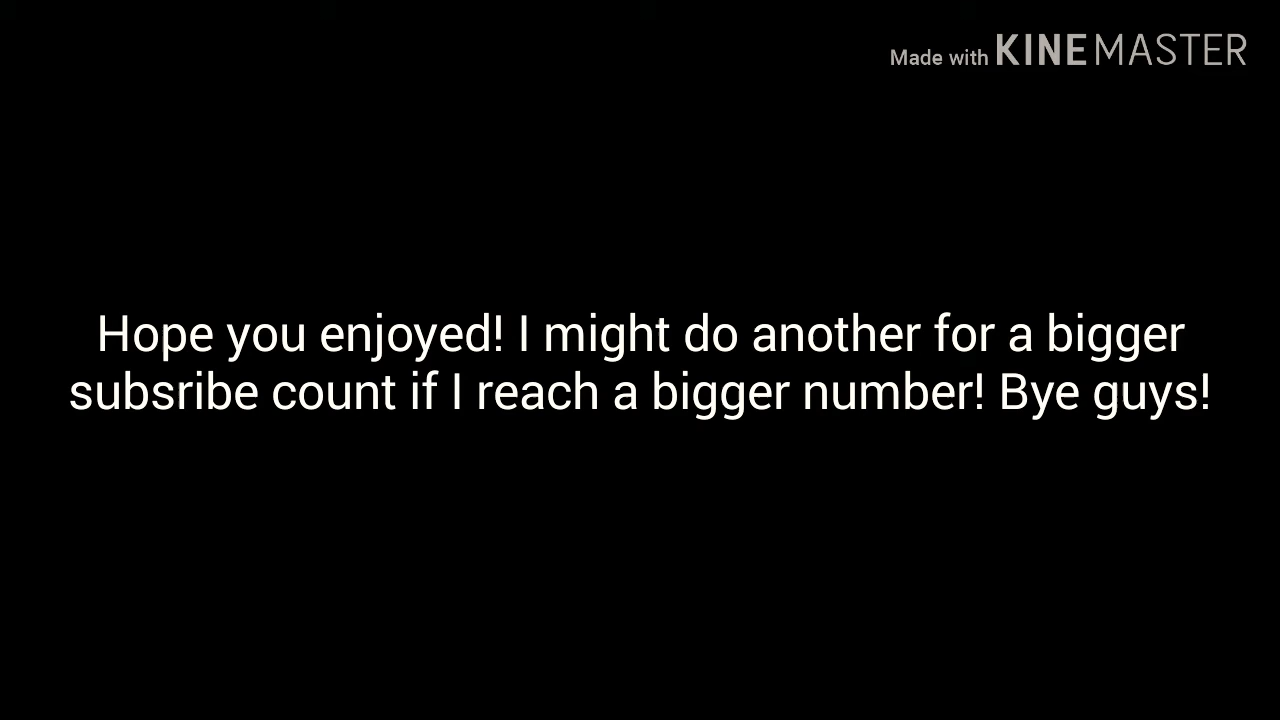 Made with KINEMASTER
Hope you enjoyed! I might do another for a bigger
subsribe count if I reach a bigger number! Bye guys!